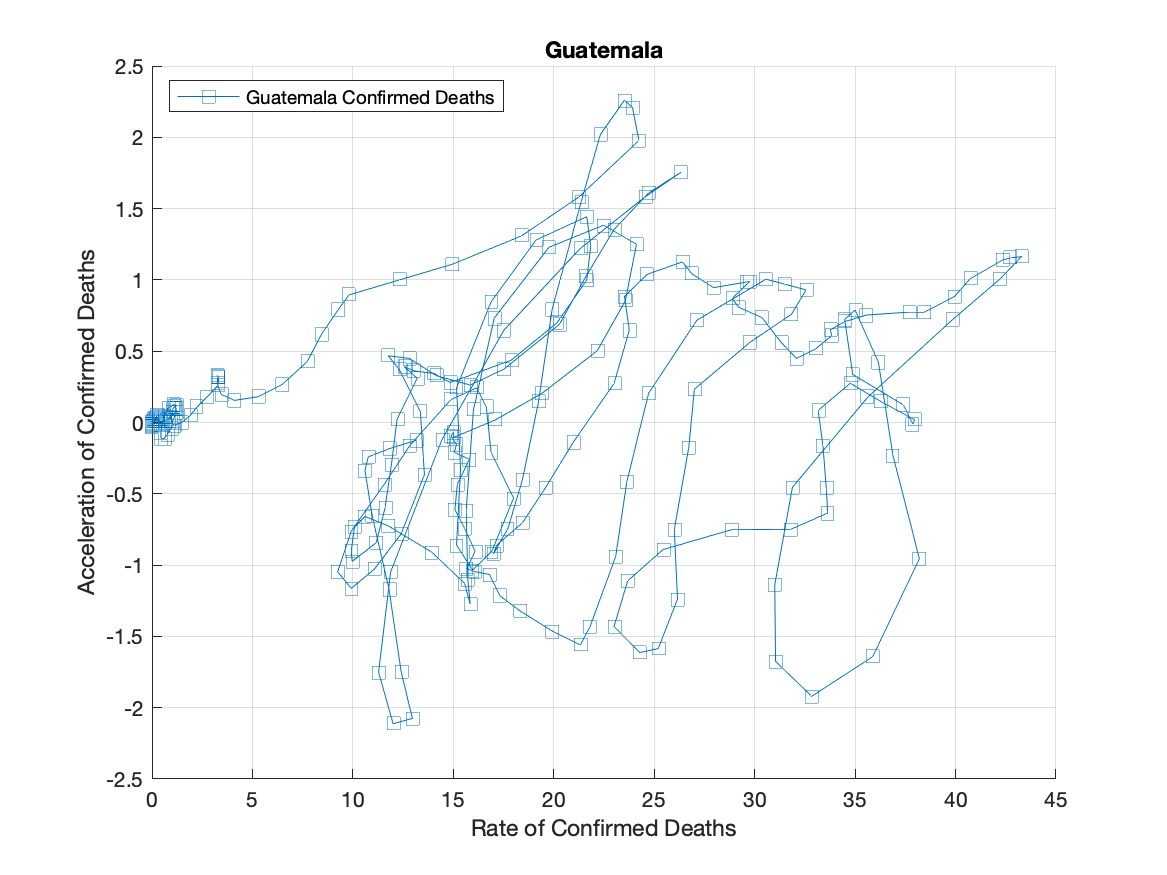 Guatemala
Guatemala Confirmed Deaths
Acceleration of Confirmed Deaths
2.5
2
1.5
1
0.5
0
-0.5
-1
-1.5
-2
-2.5
0 5 10 15 20 25 30 35 40 45
Rate of Confirmed Deaths